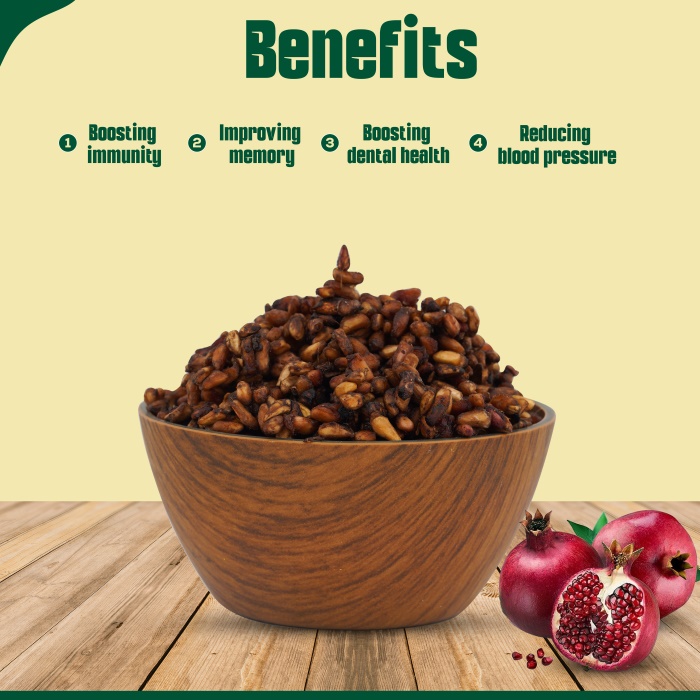 Benefits
1 Boosting
immunity
2 Improving
memory
3 Boosting
dental health
4 Reducing
blood pressure